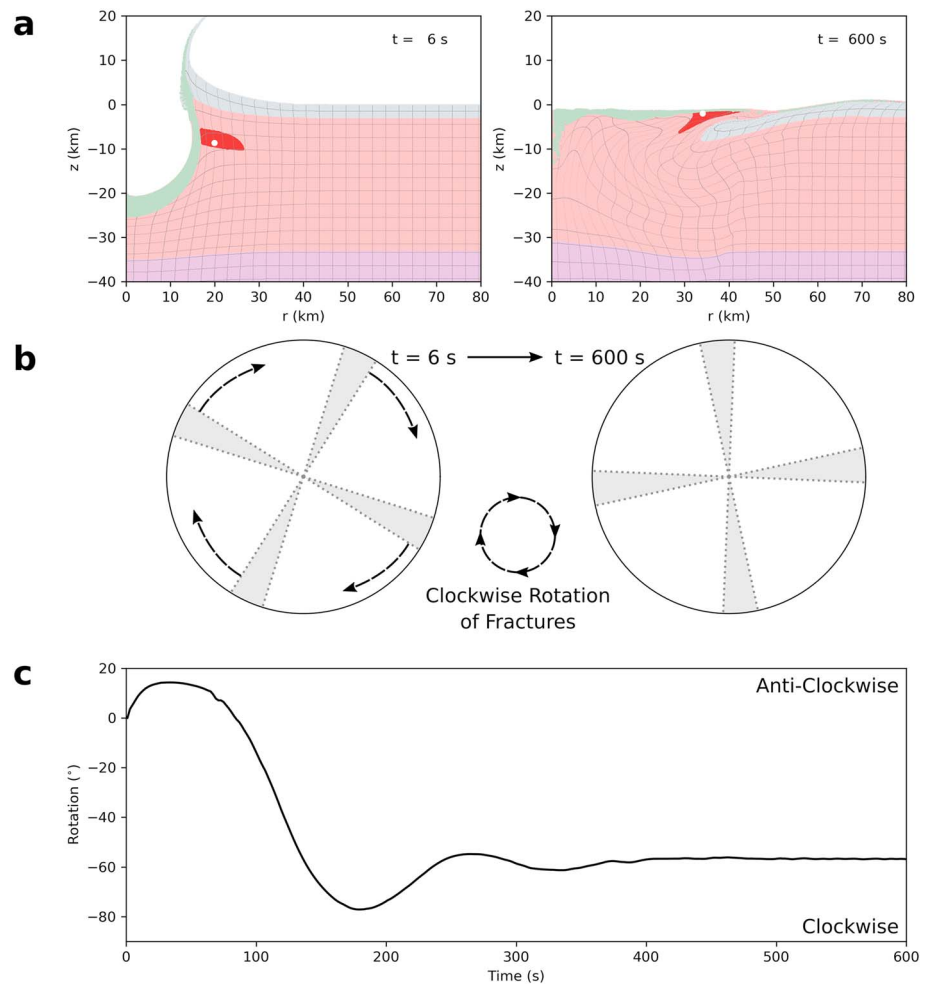 a
t = 6 s
t = 600 s
20
10
0
−10
−20
−30
−40
z (km)
0 10 20 30 40 50 60 70 80
r (km)
20
10
0
−10
−20
−30
−40
z (km)
0 10 20 30 40 50 60 70 80
r (km)
b
t = 6 s
t = 600 s
Clockwise Rotation
of Fractures
c
20
0
−20
−40
−60
−80
Rotation (°)
Anti-Clockwise
Clockwise
0 100 200 300 400 500 600
Time (s)